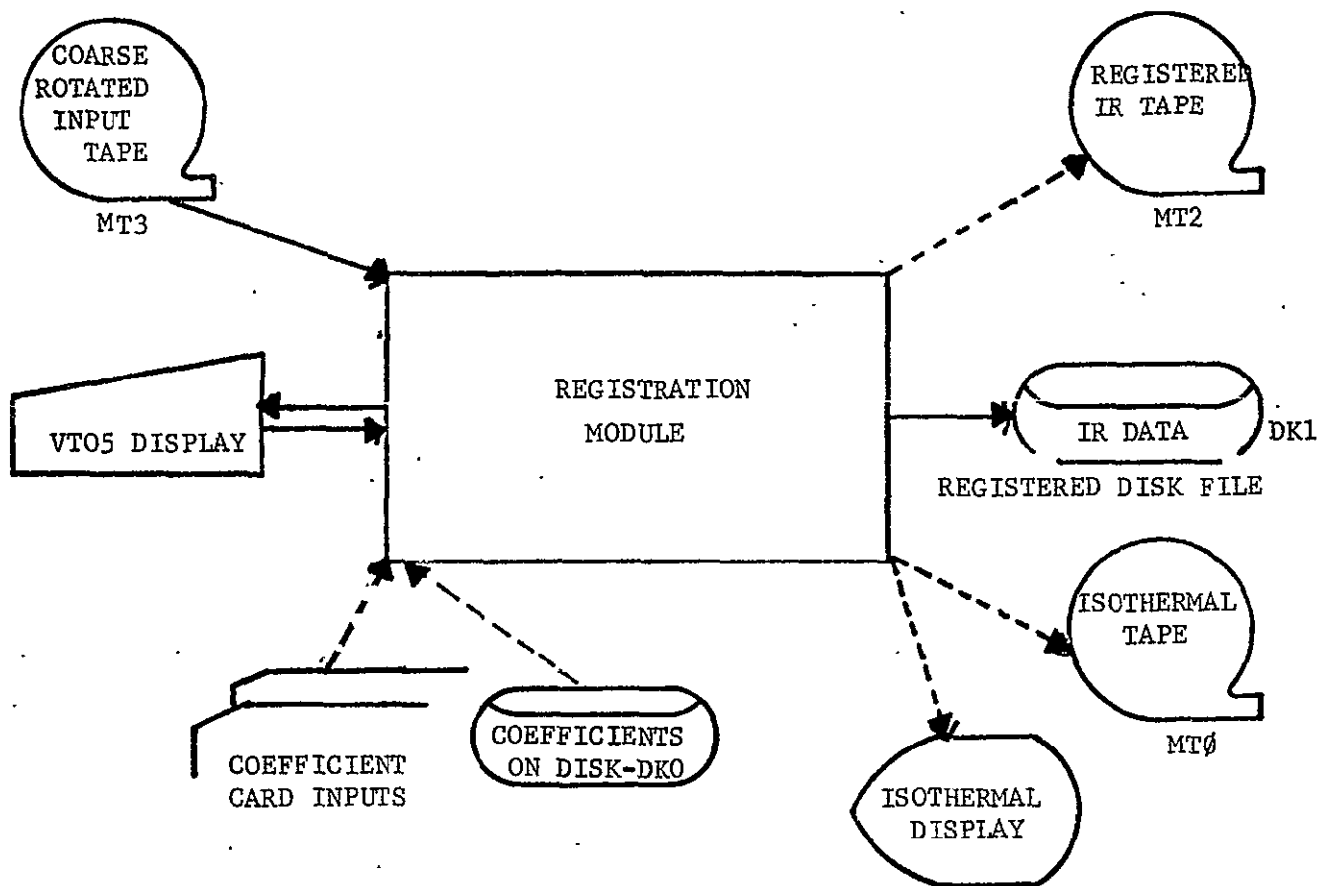 COARSE
ROTATED
INPUT
TAPE
MT3
REGISTERED
IR TAPE
MT2
VT05 DISPLAY
REGISTRATION
MODULE
IR DATA
DK1
REGISTERED DISK FILE
COEFFICIENT
CARD INPUTS
COEFFICIENTS
ON DISK-DK0
ISOTHERMAL
TAPE
MTØ
ISOTHERMAL
DISPLAY